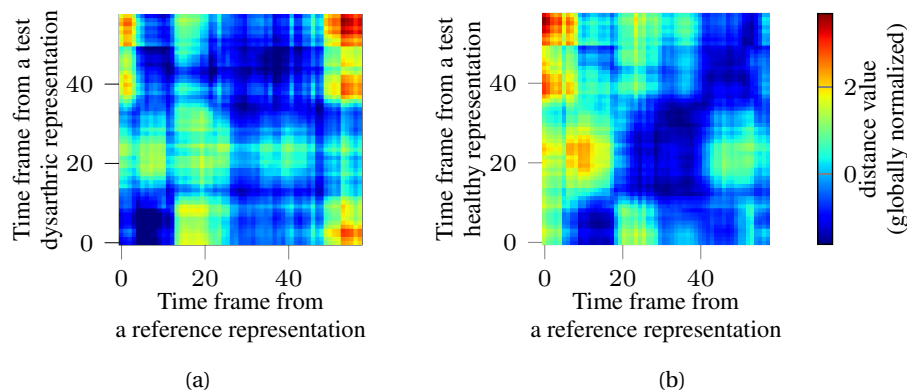 Time frame from a test
dysarthric representation
40
20
0
0
20
40
Time frame from
a reference representation
(a)
Time frame from a test
healthy representation
40
20
0
0
20
40
Time frame from
a reference representation
(b)
2
0
distance value
(globally normalized)